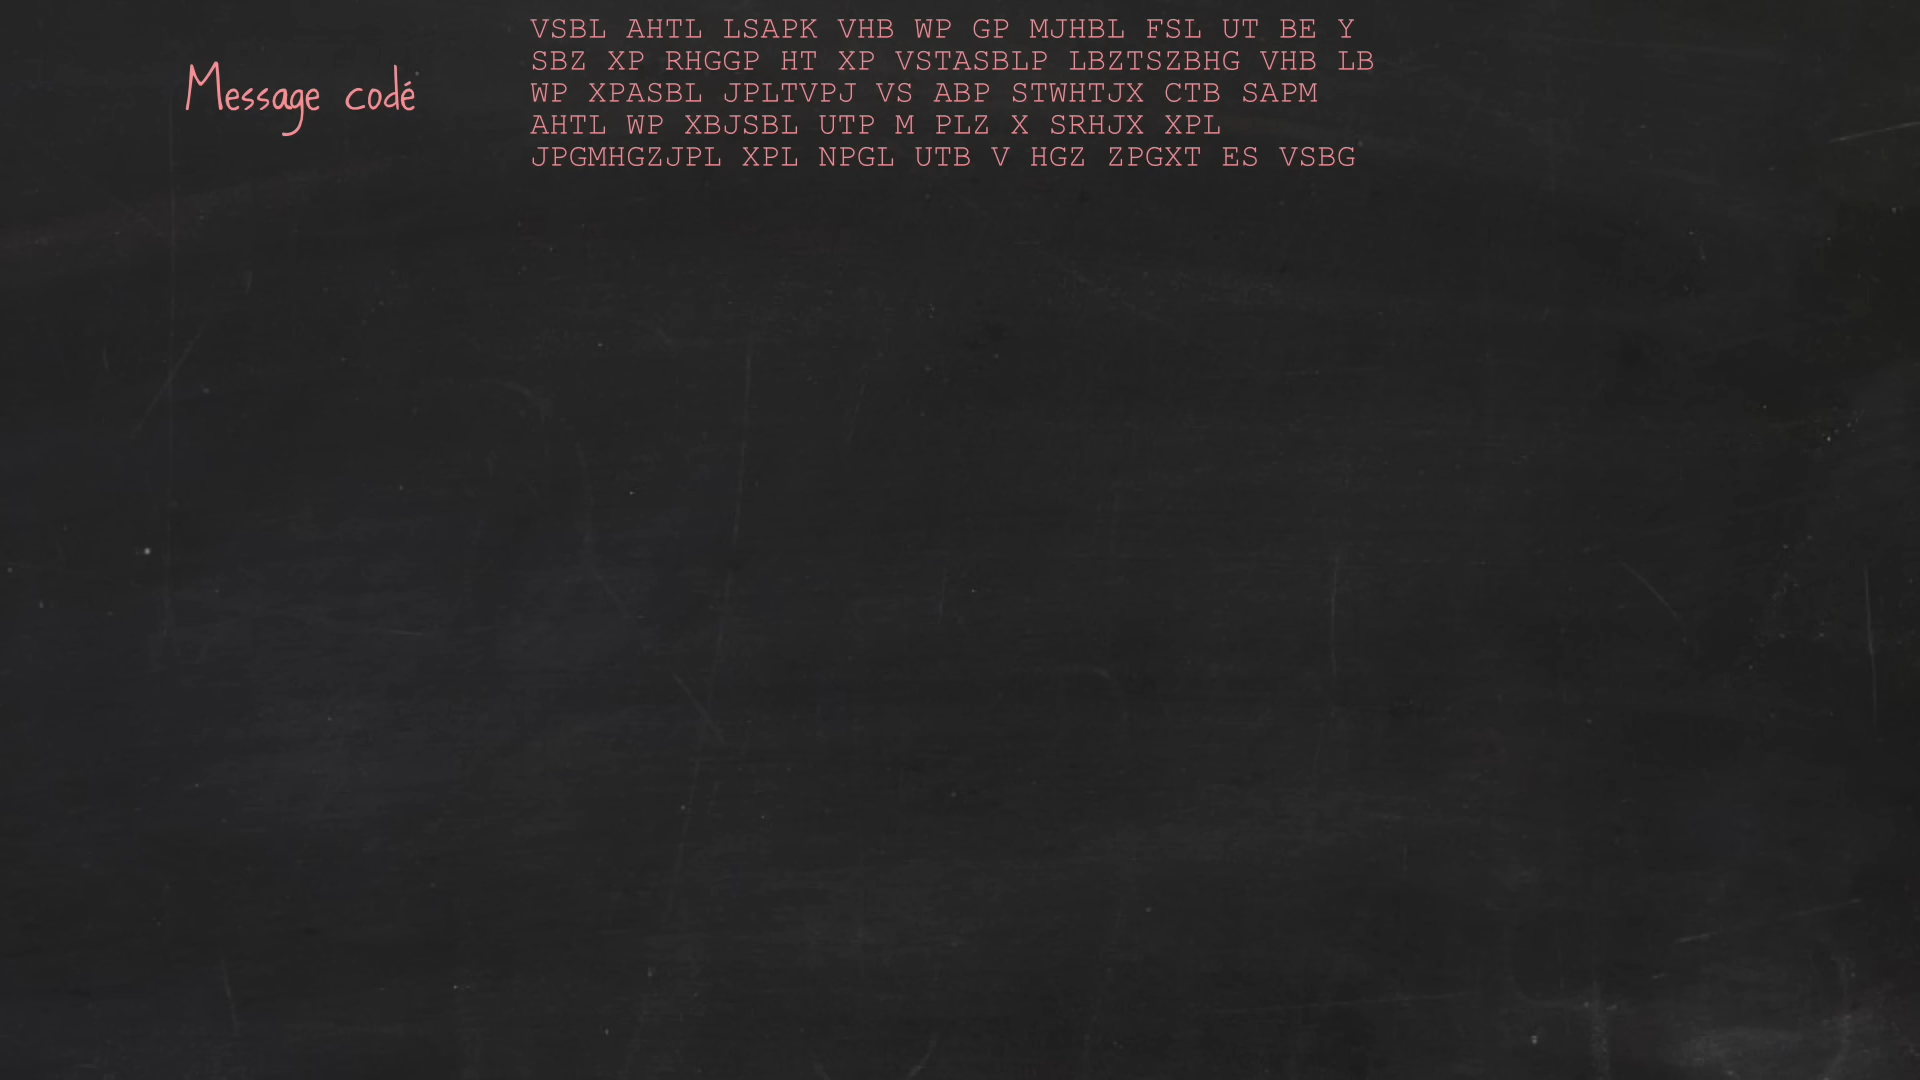 Message codé
VSBL AHTL LSAPK VHB WP GP MJHBL FSL UT BE Y
SBZ XP RHGGP HT XP VSTASBLP LBZTSZBHG VHB LB
WP XPASBL JPLTVPJ VS ABP STWHTJX CTB SAPM
AHTL WP XBJSBL UTP M PLZ X SRHJX XPL
JPGMHGZJPL XPL NPGL UTB V HGZ ZPGXT ES VSBG